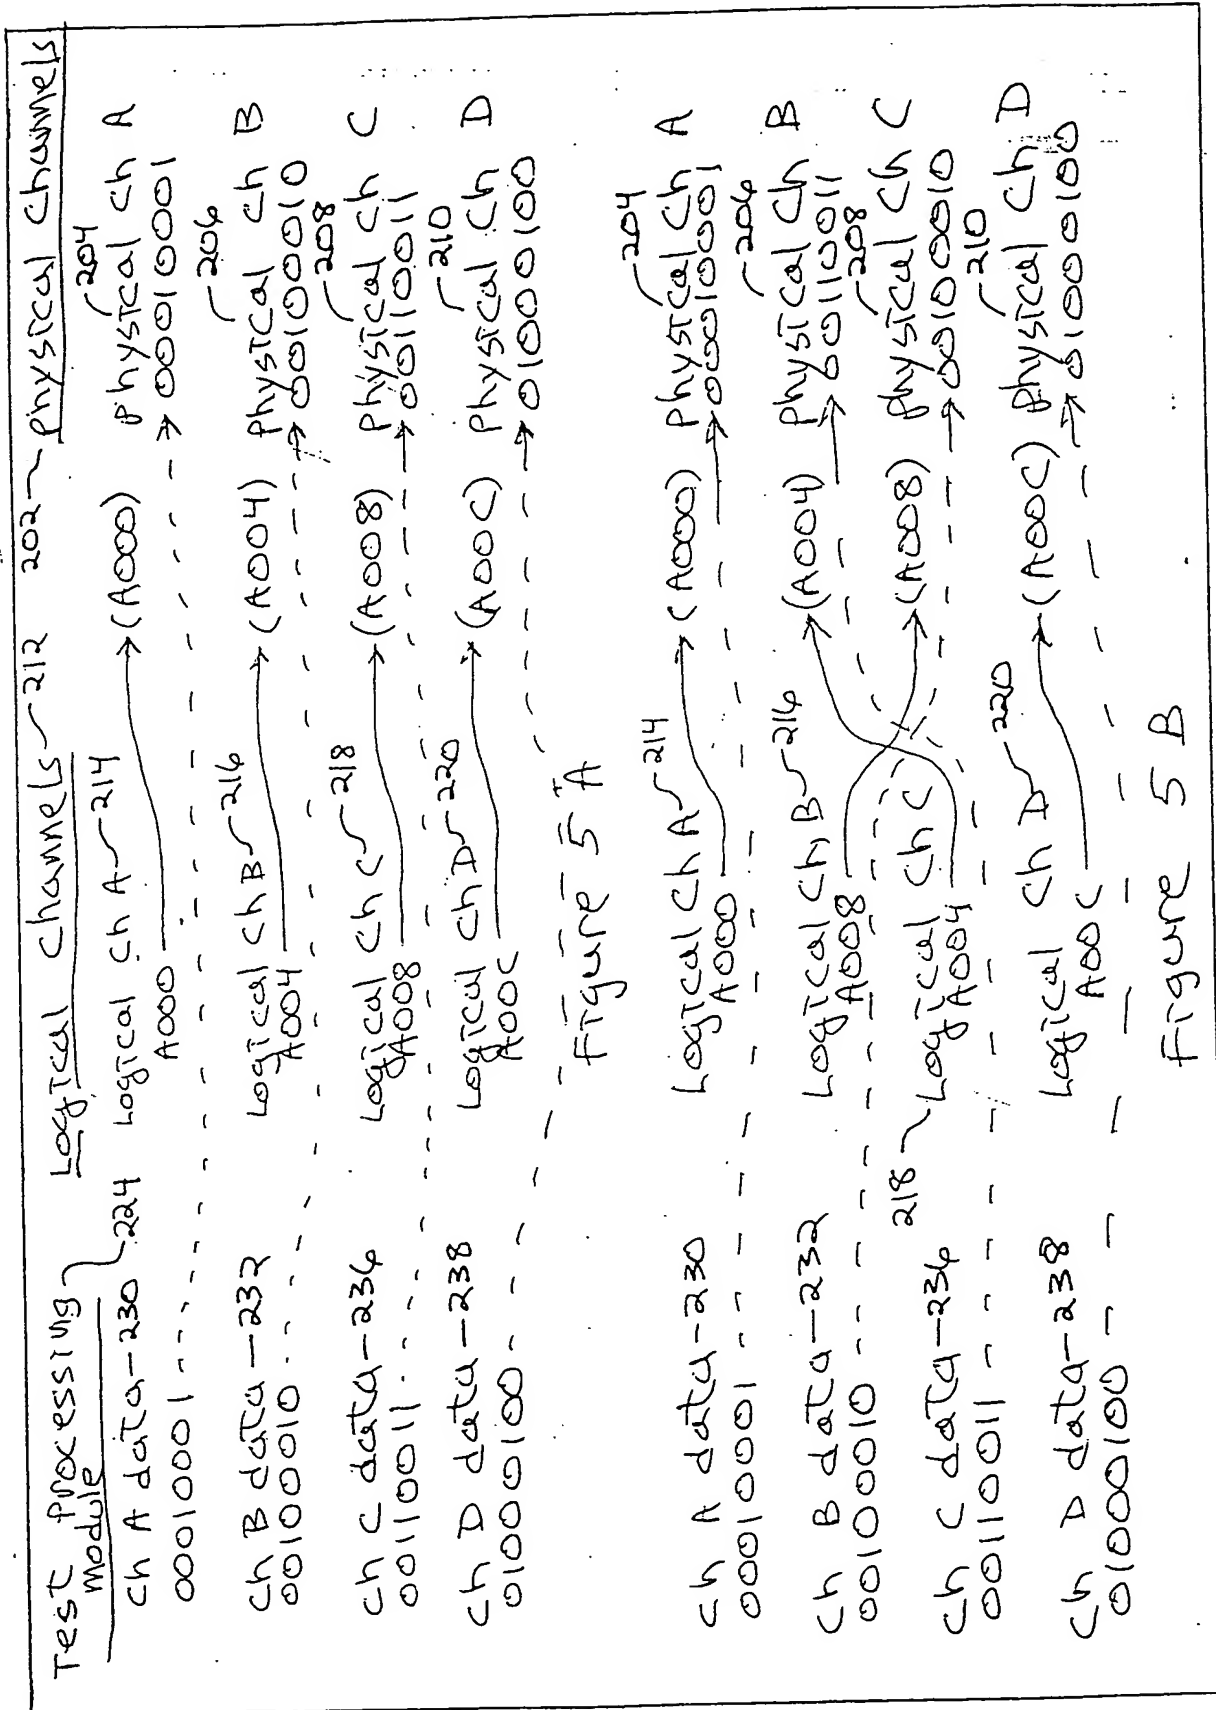 Test Processing module 224 Logical channels 212 202 Physical channels
ch A data-230 Logical ch A 214 204 Physical ch A
00010001 A000 (A000) 00010001
ch B data-232 Logical ch B 216 206 Physical ch B
00100010 A004 (A004) 00100010
ch C data-236 Logical ch C 218 208 Physical ch C
00110011 A008 (A008) 00110011
ch D data-238 Logical ch D 220 210 Physical ch D
01000100 A00C (A00C) 01000100
Figure 5A
ch A data-230 Logical ch A 214 204 Physical ch A
00010001 A000 (A000) 00010001
ch B data-232 Logical ch B 216 206 Physical ch B
00100010 A008 (A004) 00110011
ch C data-236 218 Logical ch C 208 Physical ch C
00110011 A004 (A008) 00100010
ch D data-238 Logical ch D 220 210 Physical ch D
01000100 A00C (A00C) 01000100
Figure 5B